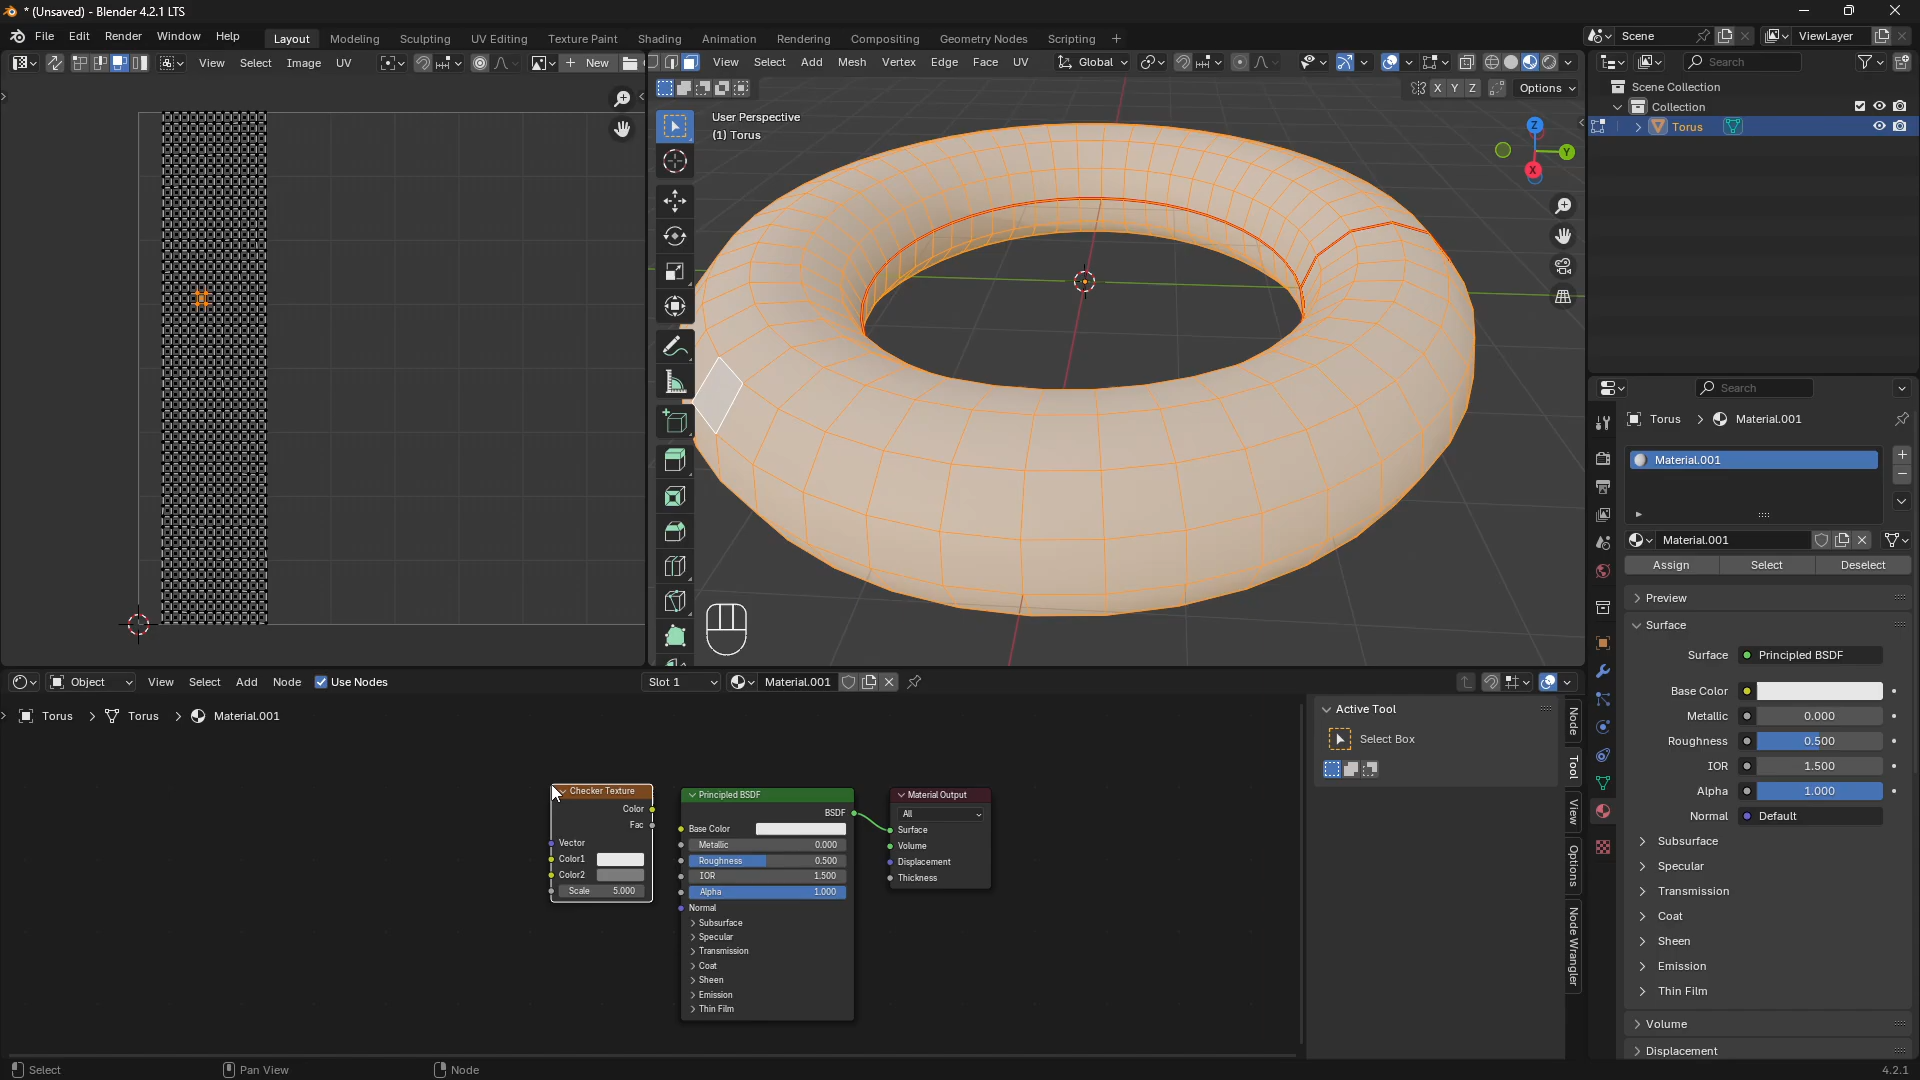 * (Unsaved) - Blender 4.2.1 LTS
File Edit Render Window Help Layout Modeling Sculpting UV Editing Texture Paint Shading Animation Rendering Compositing Geometry Nodes Scripting + Scene ViewLayer
View Select Image UV New
View Select Add Mesh Vertex Edge Face UV Global
X Y Z Options
User Perspective
(1) Torus
Z
Y
X
Search
Scene Collection
Collection
Torus
Search
Torus > Material.001
Material.001
Material.001
Assign Select Deselect
Preview
Surface
Surface Principled BSDF
Base Color
Metallic 0.000
Roughness 0.500
IOR 1.500
Alpha 1.000
Normal Default
Subsurface
Specular
Transmission
Coat
Sheen
Emission
Thin Film
Volume
Displacement
Object View Select Add Node Use Nodes Slot 1 Material.001
Torus > Torus > Material.001
Checker Texture
Color
Fac
Vector
Color1
Color2
Scale 5.000
Principled BSDF
BSDF
Base Color
Metallic 0.000
Roughness 0.500
IOR 1.500
Alpha 1.000
Normal
Subsurface
Specular
Transmission
Coat
Sheen
Emission
Thin Film
Material Output
All
Surface
Volume
Displacement
Thickness
Active Tool
Select Box
Node
Tool
View
Options
Node Wrangler
Select Pan View Node 4.2.1